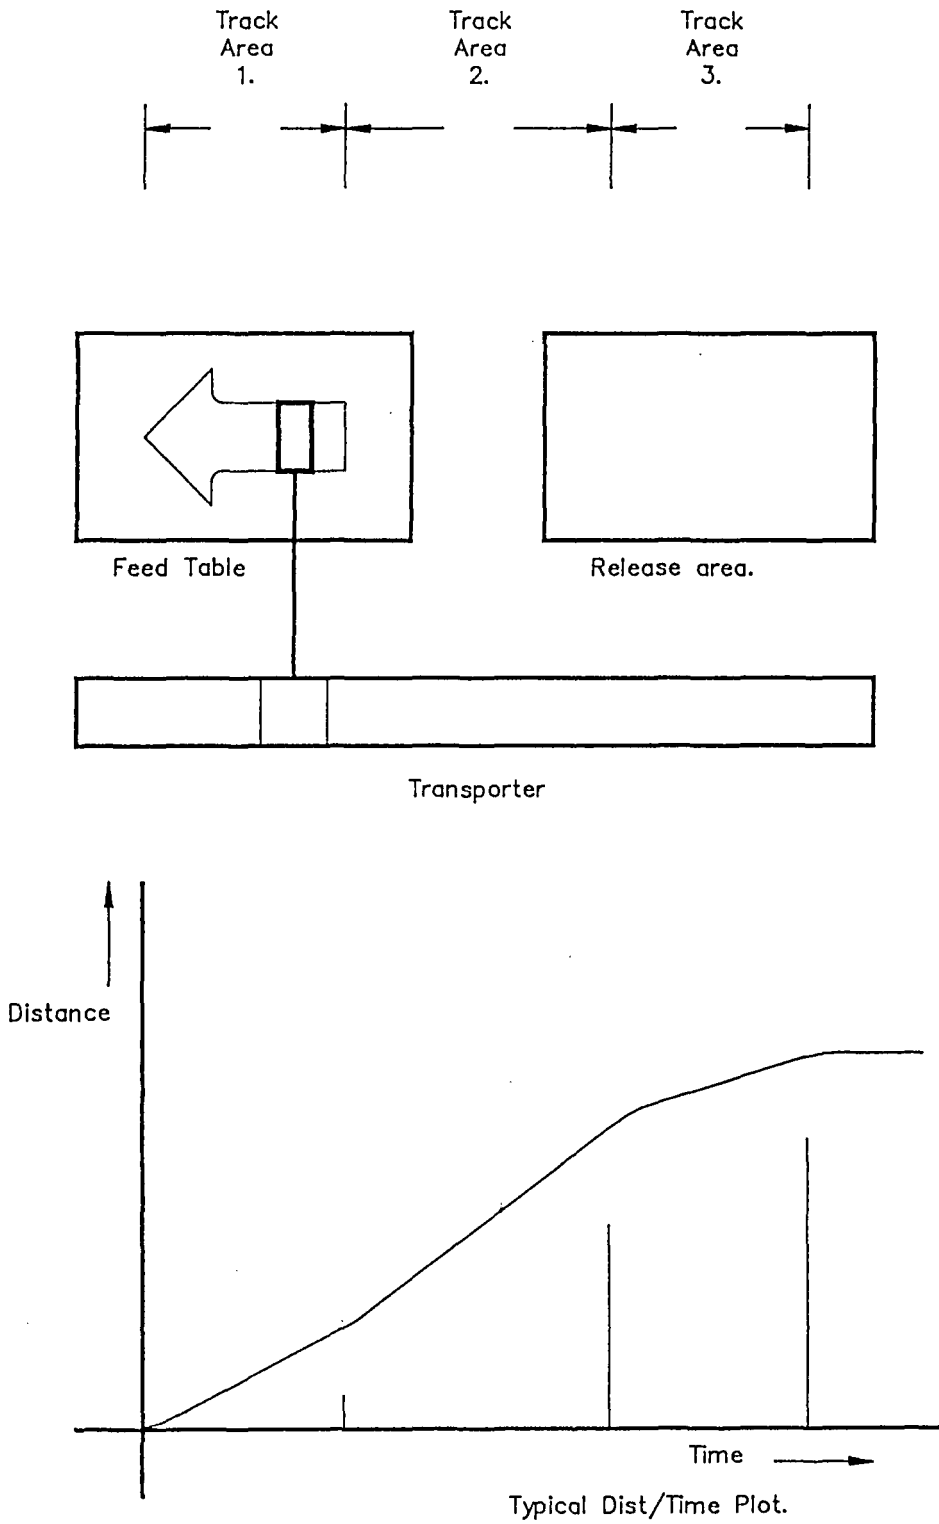 Track
Area
1.
Track
Area
2.
Track
Area
3.
Feed Table
Release area.
Transporter
Distance
Time
Typical Dist/Time Plot.